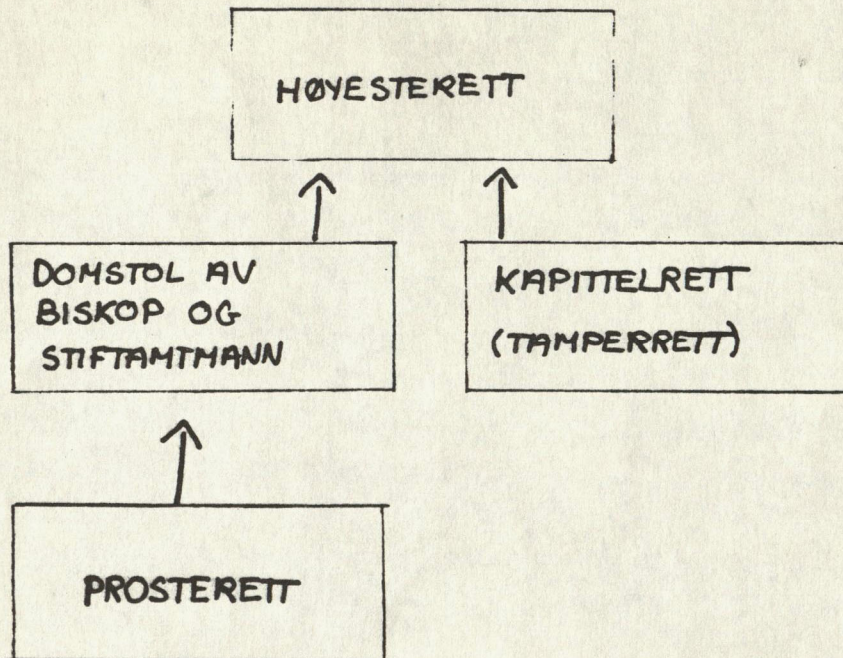 HØYESTERETT
DOMSTOL AV
BISKOP OG
STIFTAMTMANN
KAPITTELRETT
(TAMPERRETT)
PROSTERETT